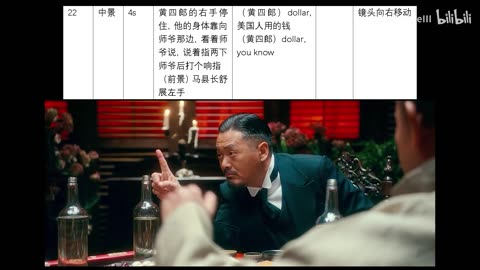 elll bilibili
22
中景
4s
黄四郎的右手停
住，他的身体靠向
师爷那边，看着师
爷说，说着指两下
师爷后打个响指
（前景）马县长舒
展左手
（黄四郎）dollar,
美国人用的钱
（黄四郎）dollar,
you know
镜头向右移动